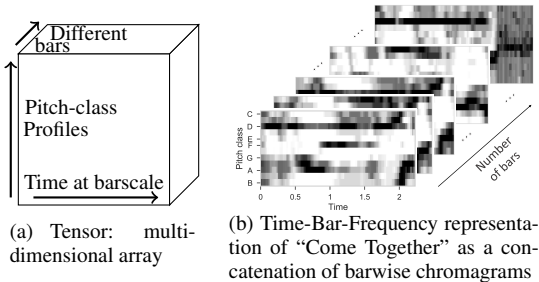 Different
bars
Pitch-class
Profiles
Time at barscale
(a) Tensor: multi-
dimensional array
C
D
E
F
G
A
B
Pitch class
0
0.5
1
1.5
2
Time
...
...
...
Number
of bars
(b) Time-Bar-Frequency representa-
tion of “Come Together” as a con-
catenation of barwise chromagrams